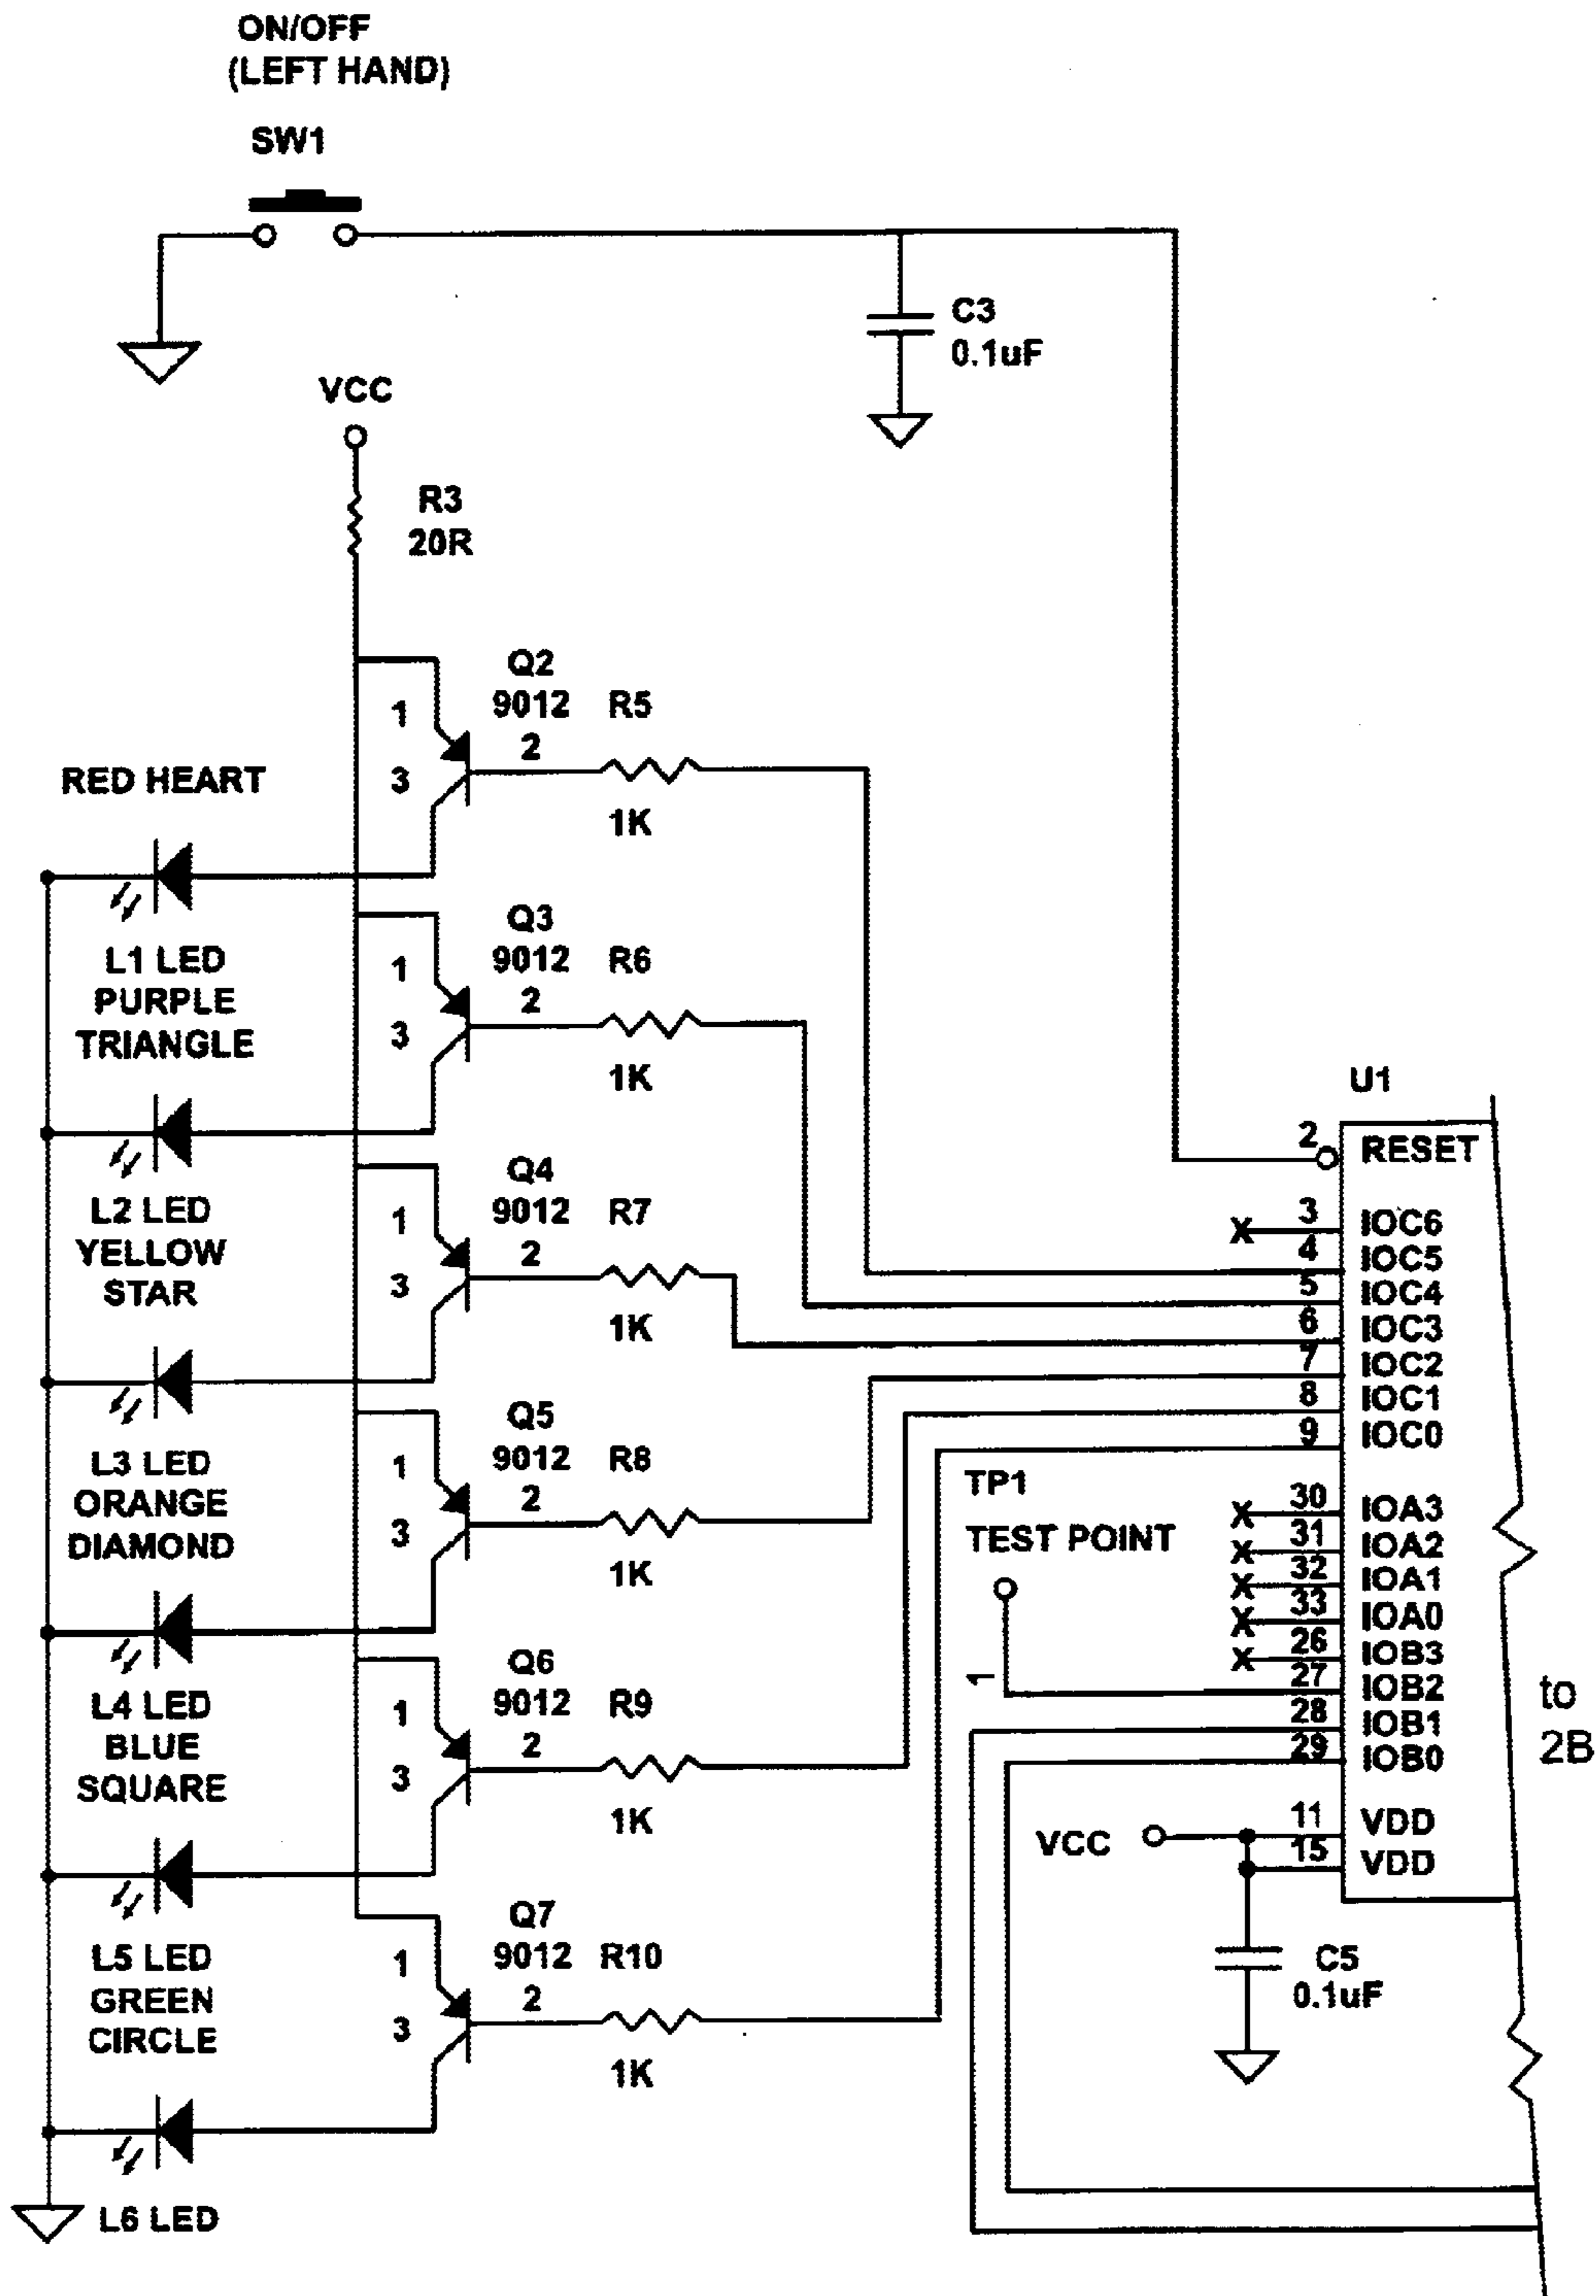 ON/OFF
(LEFT HAND)
SW1
C3
0.1uF
VCC
R3
20R
Q2
9012 R5
1
2
3
1K
RED HEART
Q3
9012 R6
1
2
3
1K
L1 LED
PURPLE
TRIANGLE
Q4
9012 R7
1
2
3
1K
L2 LED
YELLOW
STAR
Q5
9012 R8
1
2
3
1K
L3 LED
ORANGE
DIAMOND
Q6
9012 R9
1
2
3
1K
L4 LED
BLUE
SQUARE
Q7
9012 R10
1
2
3
1K
L5 LED
GREEN
CIRCLE
L6 LED
U1
2 RESET
3 IOC6
4 IOC5
5 IOC4
6 IOC3
7 IOC2
8 IOC1
9 IOC0
TP1
TEST POINT
1
30 IOA3
31 IOA2
32 IOA1
33 IOA0
26 IOB3
27 IOB2
28 IOB1
29 IOB0
VCC
11 VDD
15 VDD
C5
0.1uF
to
2B